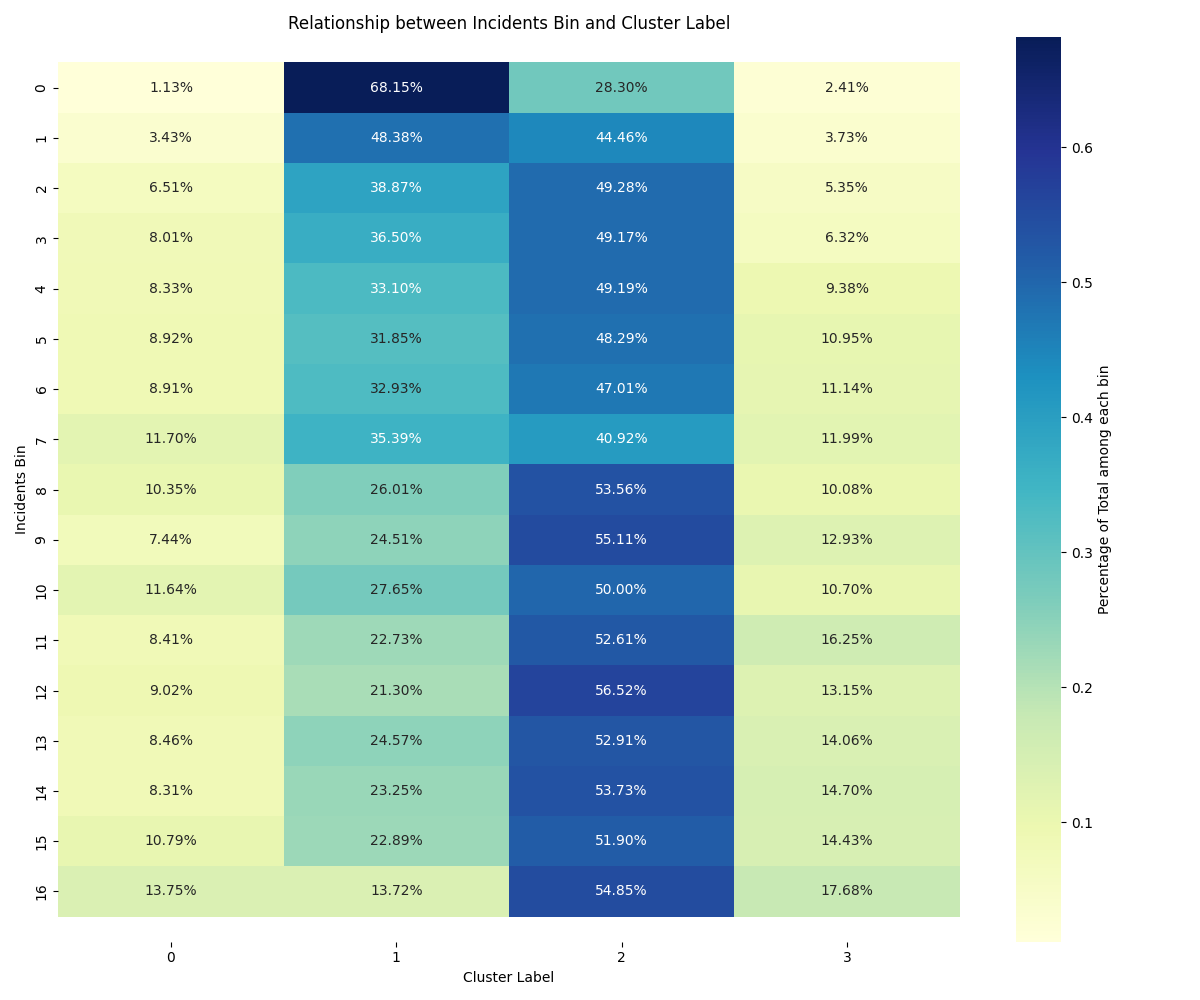 Relationship between Incidents Bin and Cluster Label
0 1.13% 68.15% 28.30% 2.41%
1 3.43% 48.38% 44.46% 3.73%
2 6.51% 38.87% 49.28% 5.35%
3 8.01% 36.50% 49.17% 6.32%
4 8.33% 33.10% 49.19% 9.38%
5 8.92% 31.85% 48.29% 10.95%
6 8.91% 32.93% 47.01% 11.14%
7 11.70% 35.39% 40.92% 11.99%
8 10.35% 26.01% 53.56% 10.08%
9 7.44% 24.51% 55.11% 12.93%
10 11.64% 27.65% 50.00% 10.70%
11 8.41% 22.73% 52.61% 16.25%
12 9.02% 21.30% 56.52% 13.15%
13 8.46% 24.57% 52.91% 14.06%
14 8.31% 23.25% 53.73% 14.70%
15 10.79% 22.89% 51.90% 14.43%
16 13.75% 13.72% 54.85% 17.68%
0 1 2 3
Cluster Label
Incidents Bin
0.6
0.5
0.4
0.3
0.2
0.1
Percentage of Total among each bin